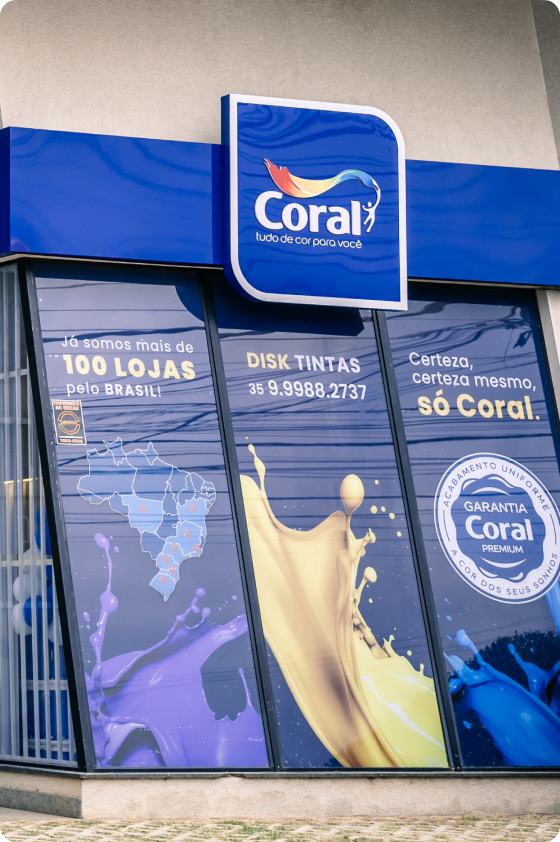 Coral
tudo de cor para você
Já somos mais de
100 LOJAS
pelo BRASIL!
DISK TINTAS
35 9.9988.2737
Certeza,
certeza mesmo,
só Coral.
ACABAMENTO UNIFORME
GARANTIA
Coral
PREMIUM
A COR DOS SEUS SONHOS